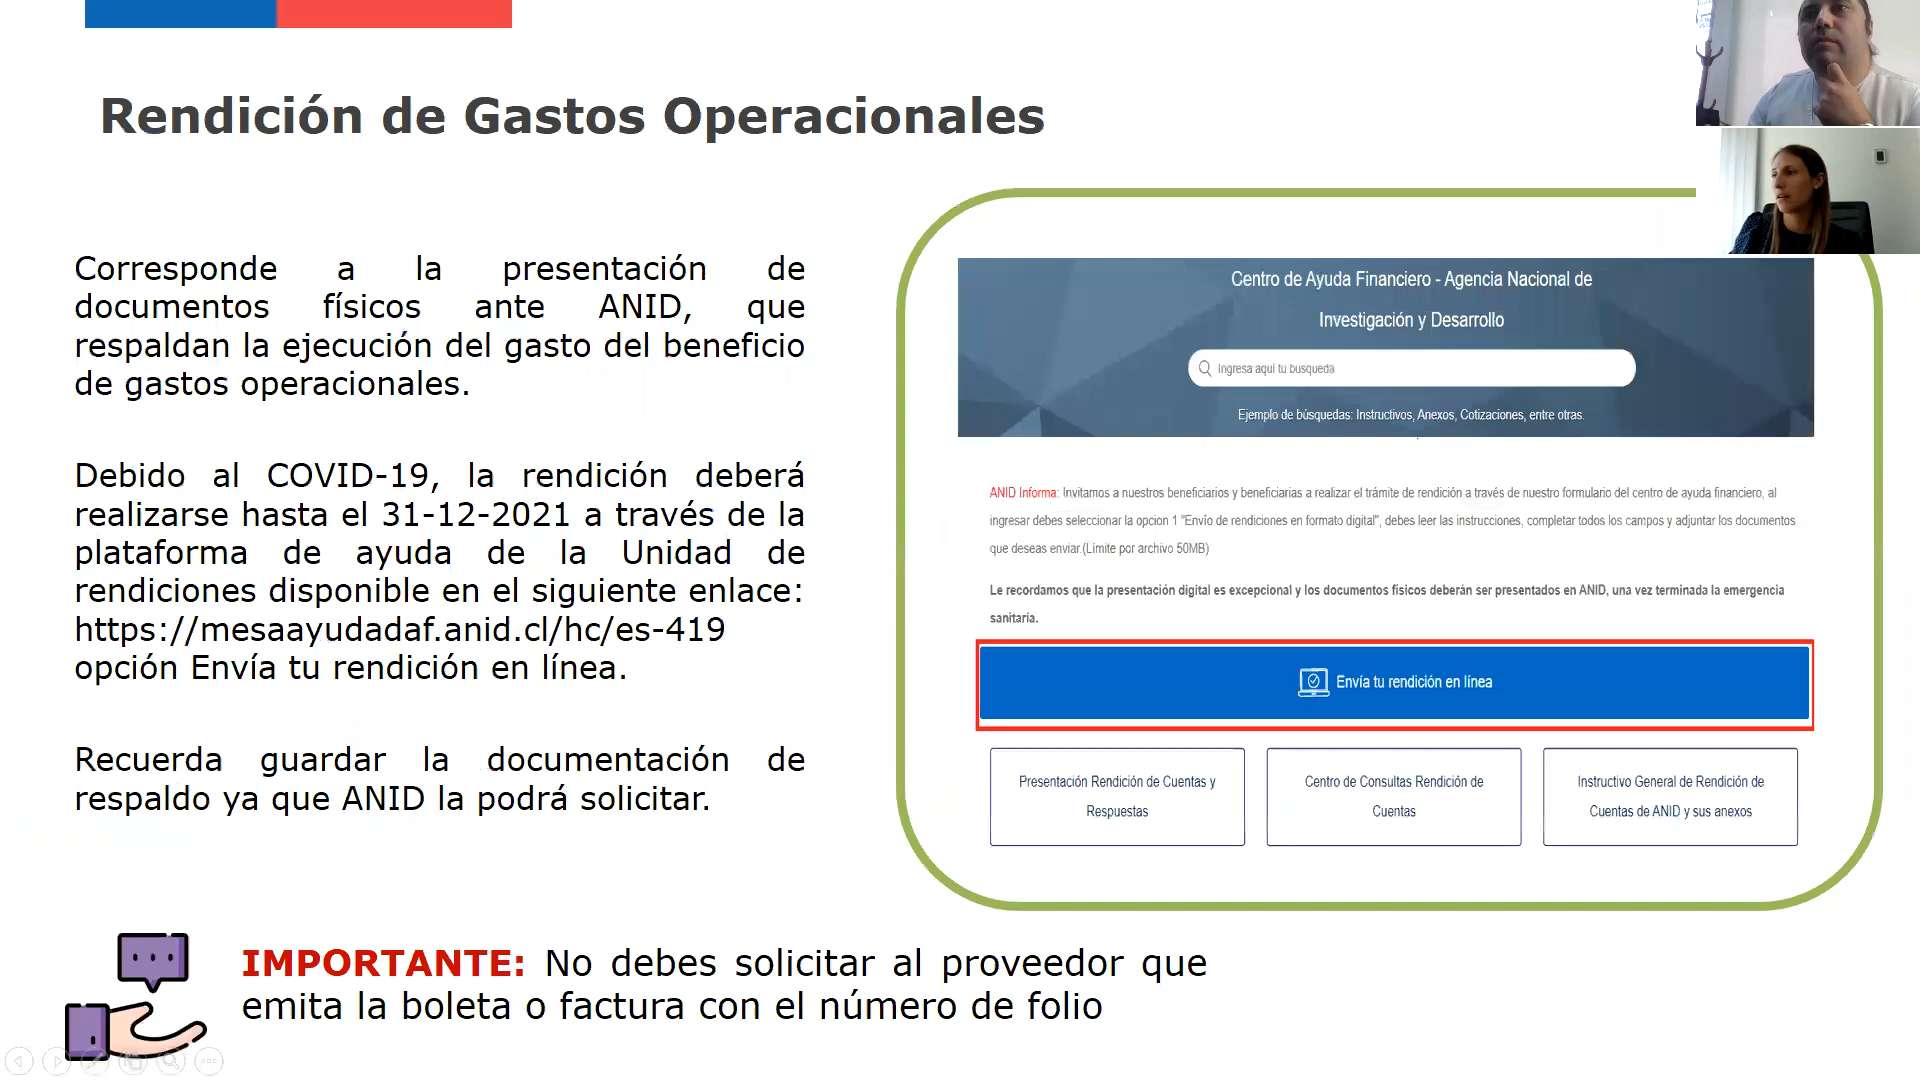 Rendición de Gastos Operacionales
Corresponde a la presentación de
documentos físicos ante ANID, que
respaldan la ejecución del gasto del beneficio
de gastos operacionales.
Debido al COVID-19, la rendición deberá
realizarse hasta el 31-12-2021 a través de la
plataforma de ayuda de la Unidad de
rendiciones disponible en el siguiente enlace:
https://mesaayudadaf.anid.cl/hc/es-419
opción Envía tu rendición en línea.
Recuerda guardar la documentación de
respaldo ya que ANID la podrá solicitar.
Centro de Ayuda Financiero - Agencia Nacional de
Investigación y Desarrollo
Ingresa aquí tu busqueda
Ejemplo de búsquedas: Instructivos, Anexos, Cotizaciones, entre otras.
ANID Informa: Invitamos a nuestros beneficiarios y beneficiarias a realizar el trámite de rendición a través de nuestro formulario del centro de ayuda financiero, al
ingresar debes seleccionar la opcion 1 "Envío de rendiciones en formato digital", debes leer las instrucciones, completar todos los campos y adjuntar los documentos
que deseas enviar.(Límite por archivo 50MB)
Le recordamos que la presentación digital es excepcional y los documentos físicos deberán ser presentados en ANID, una vez terminada la emergencia
sanitaria.
Envía tu rendición en línea
Presentación Rendición de Cuentas y
Respuestas
Centro de Consultas Rendición de
Cuentas
Instructivo General de Rendición de
Cuentas de ANID y sus anexos
IMPORTANTE: No debes solicitar al proveedor que
emita la boleta o factura con el número de folio